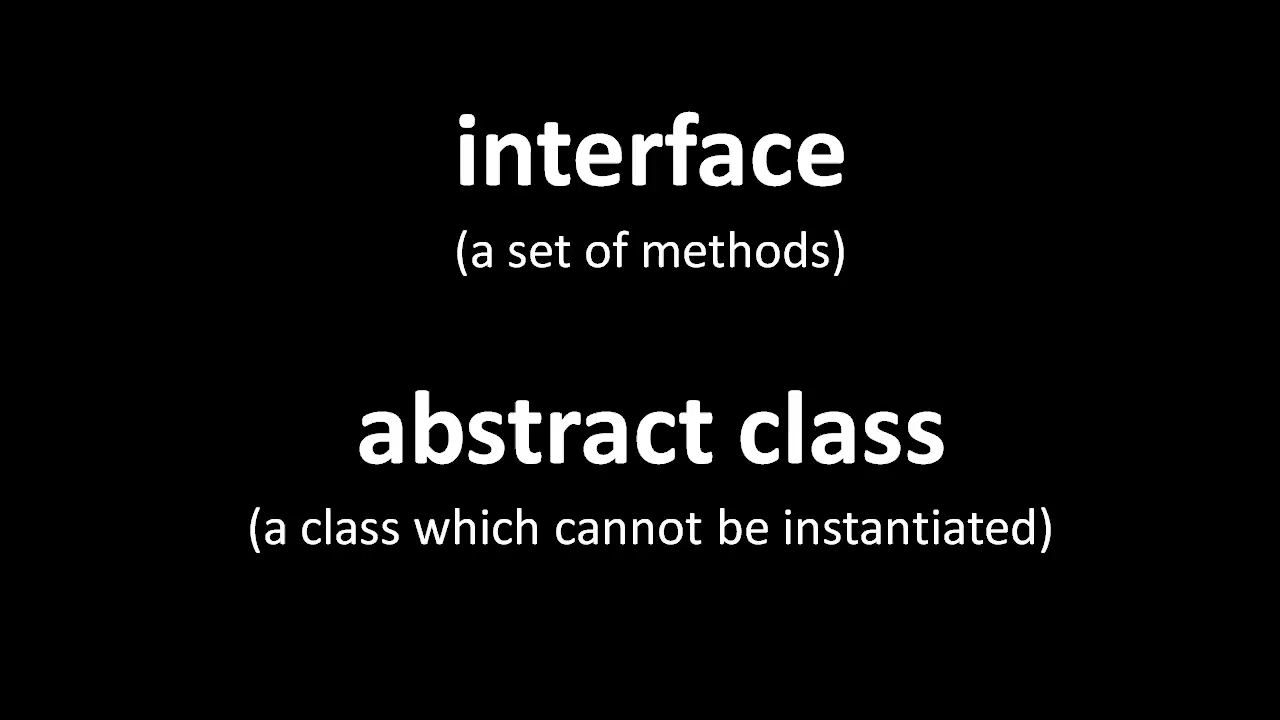 interface
(a set of methods)
abstract class
(a class which cannot be instantiated)